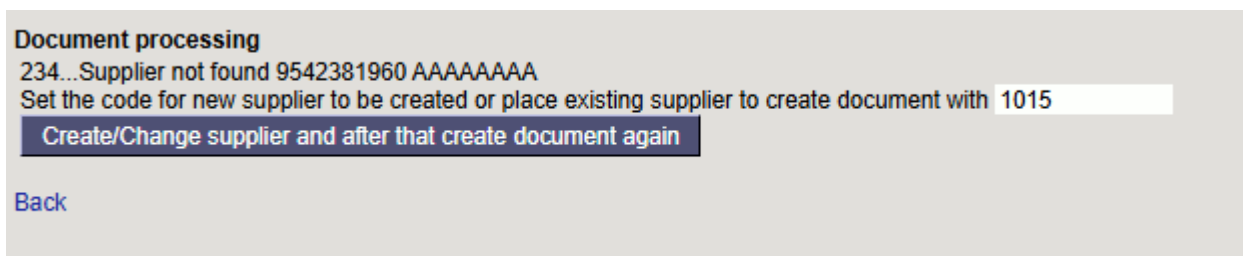 Document processing
234...Supplier not found 9542381960 AAAAAAAA
Set the code for new supplier to be created or place existing supplier to create document with 1015
Create/Change supplier and after that create document again
Back